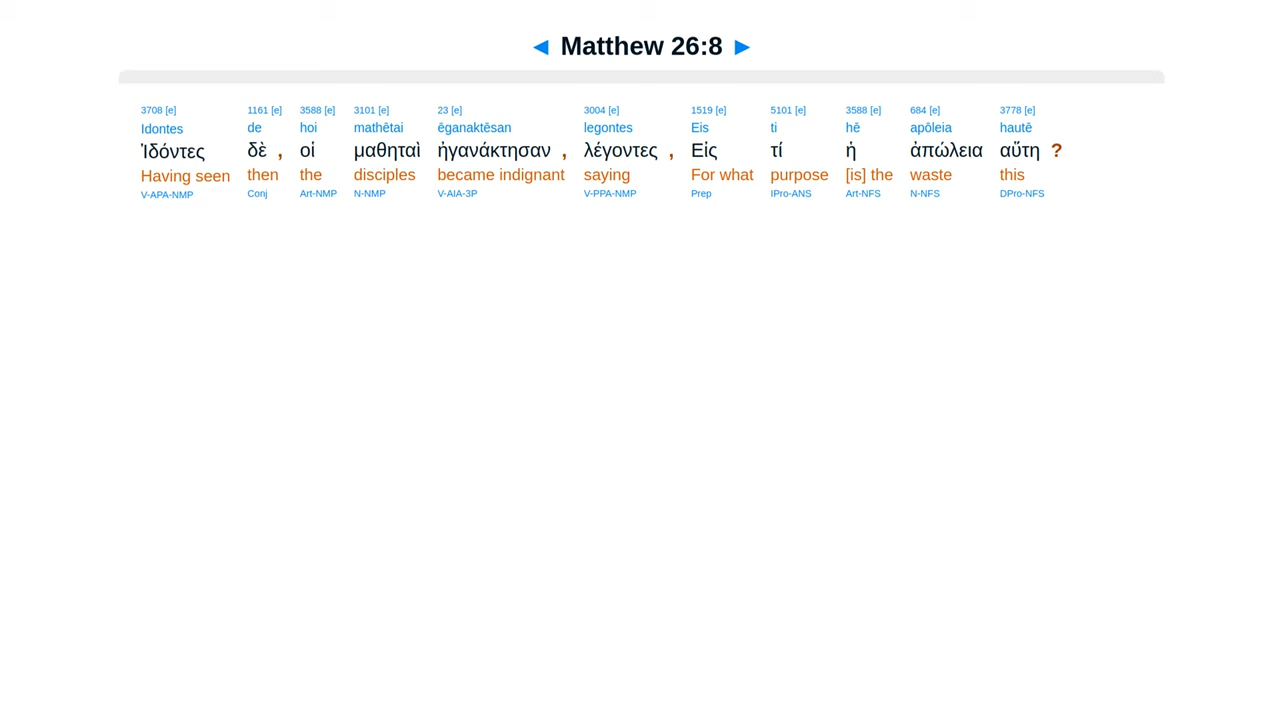 ◄ Matthew 26:8 ►
3708 [e] 1161 [e] 3588 [e] 3101 [e] 23 [e] 3004 [e] 1519 [e] 5101 [e] 3588 [e] 684 [e] 3778 [e]
Idontes de hoi mathētai ēganaktēsan legontes Eis ti hē apōleia hautē
Ἰδόντες δὲ , οἱ μαθηταὶ ἠγανάκτησαν , λέγοντες , Εἰς τί ἡ ἀπώλεια αὕτη ?
Having seen then the disciples became indignant saying For what purpose [is] the waste this
V-APA-NMP Conj Art-NMP N-NMP V-AIA-3P V-PPA-NMP Prep IPro-ANS Art-NFS N-NFS DPro-NFS